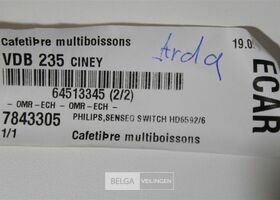 CafetiÞre multiboissons
VDB 235 CINEY
Arda
19.0
ECAR
64513345 (2/2)
- OMR-ECH - - OMR-ECH -
7843305 PHILIPS,SENSEO SWITCH HD6592/6
1/1 CafetiÞre multiboissons
BELGA
VEILINGEN